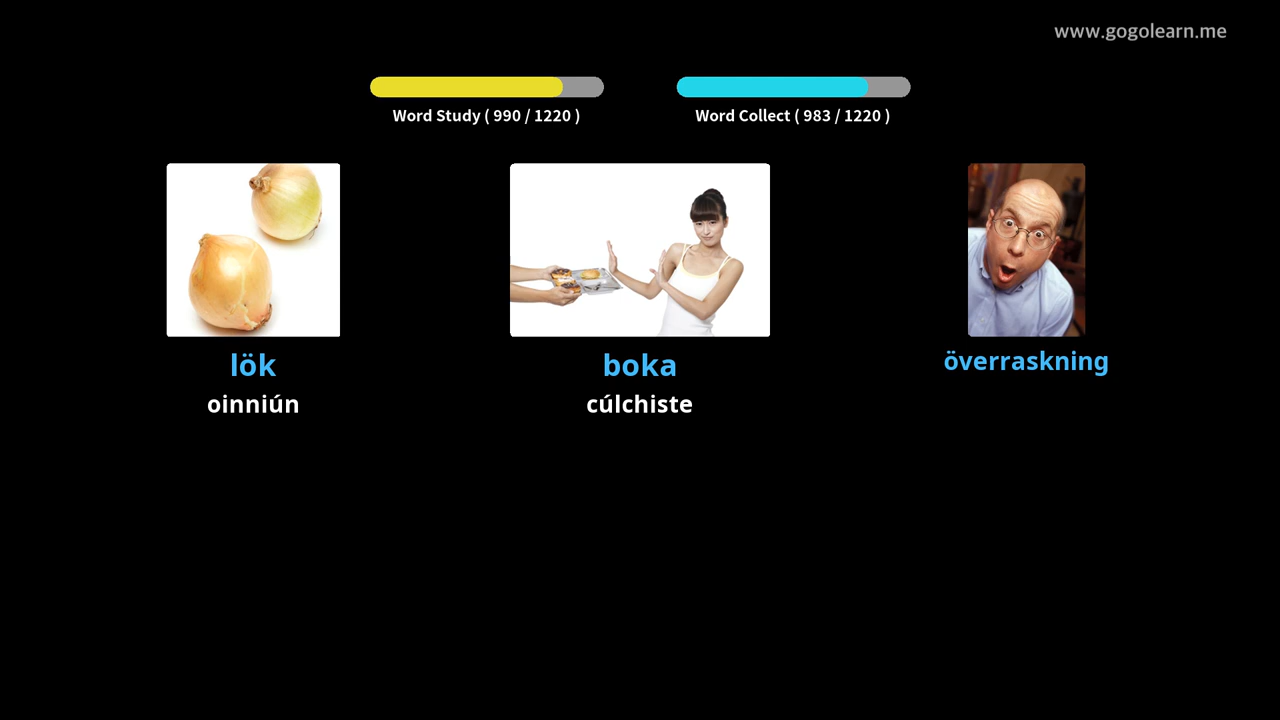 www.gogolearn.me
Word Study ( 990 / 1220 )
Word Collect ( 983 / 1220 )
lök
boka
överraskning
oinniún
cúlchiste